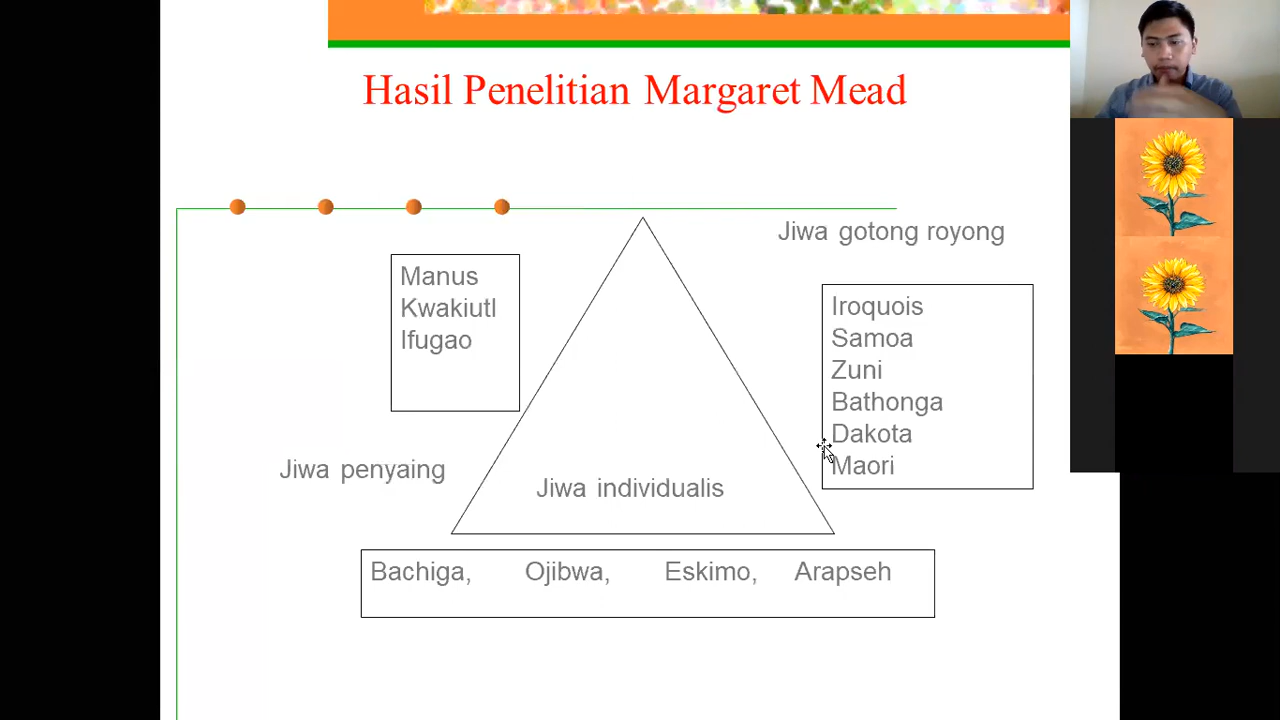 Hasil Penelitian Margaret Mead
Jiwa gotong royong
Manus
Kwakiutl
Ifugao
Iroquois
Samoa
Zuni
Bathonga
Dakota
Maori
Jiwa penyaing
Jiwa individualis
Bachiga, Ojibwa, Eskimo, Arapseh